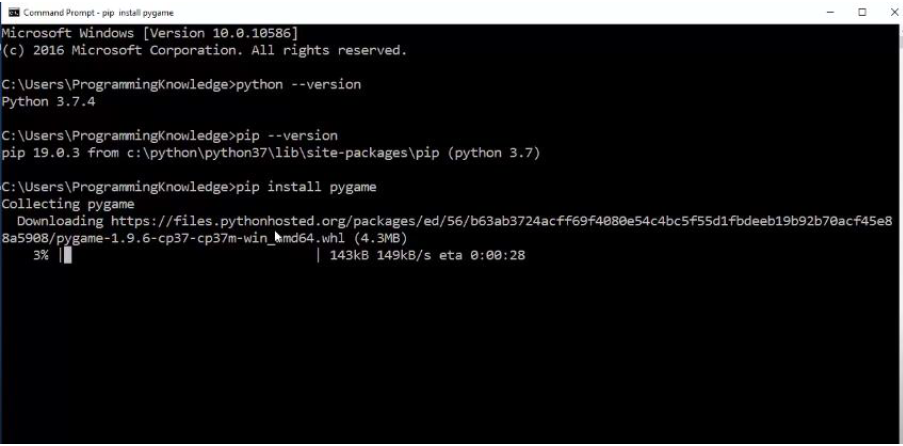 Command Prompt - pip install pygame
Microsoft Windows [Version 10.0.10586]
(c) 2016 Microsoft Corporation. All rights reserved.
C:\Users\ProgrammingKnowledge>python --version
Python 3.7.4
C:\Users\ProgrammingKnowledge>pip --version
pip 19.0.3 from c:\python\python37\lib\site-packages\pip (python 3.7)
C:\Users\ProgrammingKnowledge>pip install pygame
Collecting pygame
Downloading https://files.pythonhosted.org/packages/ed/56/b63ab3724acff69f4080e54c4bc5f55d1fbdeeb19b92b70acf45e8
8a5908/pygame-1.9.6-cp37-cp37m-win_amd64.whl (4.3MB)
3% |█ | 143kB 149kB/s eta 0:00:28